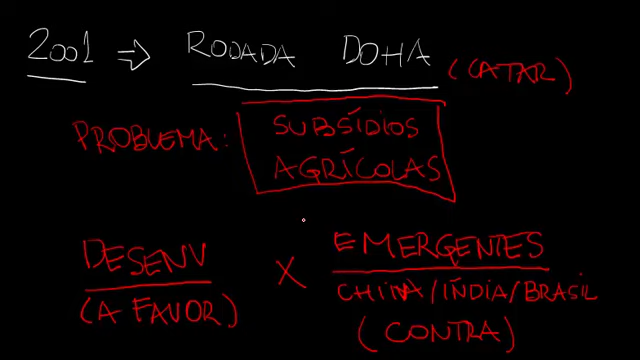 2001 ⇒ RODADA DOHA
(CATAR)
PROBLEMA: SUBSÍDIOS
AGRÍCOLAS
DESENV X EMERGENTES
(A FAVOR) CHINA/ÍNDIA/BRASIL
(CONTRA)